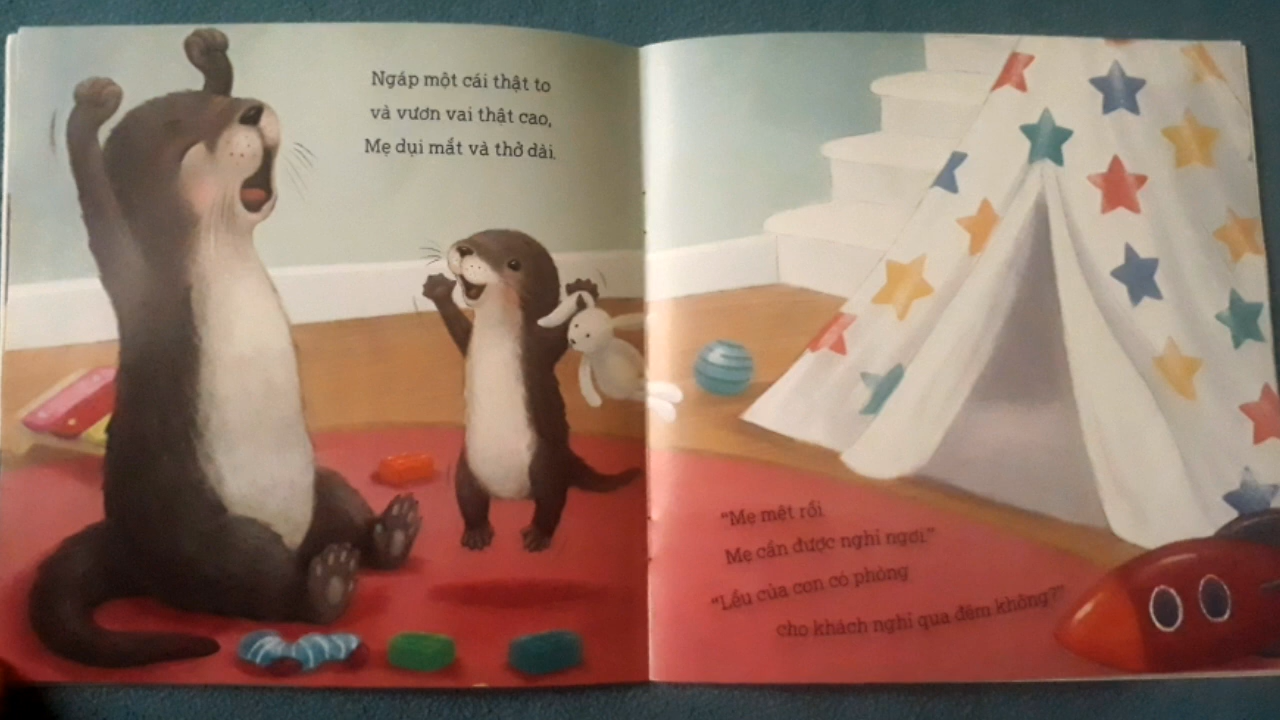 Ngáp một cái thật to
và vươn vai thật cao,
Mẹ dụi mắt và thở dài.
“Mẹ mệt rồi.
Mẹ cần được nghỉ ngơi.”
“Lều của con có phòng
cho khách nghỉ qua đêm không?”